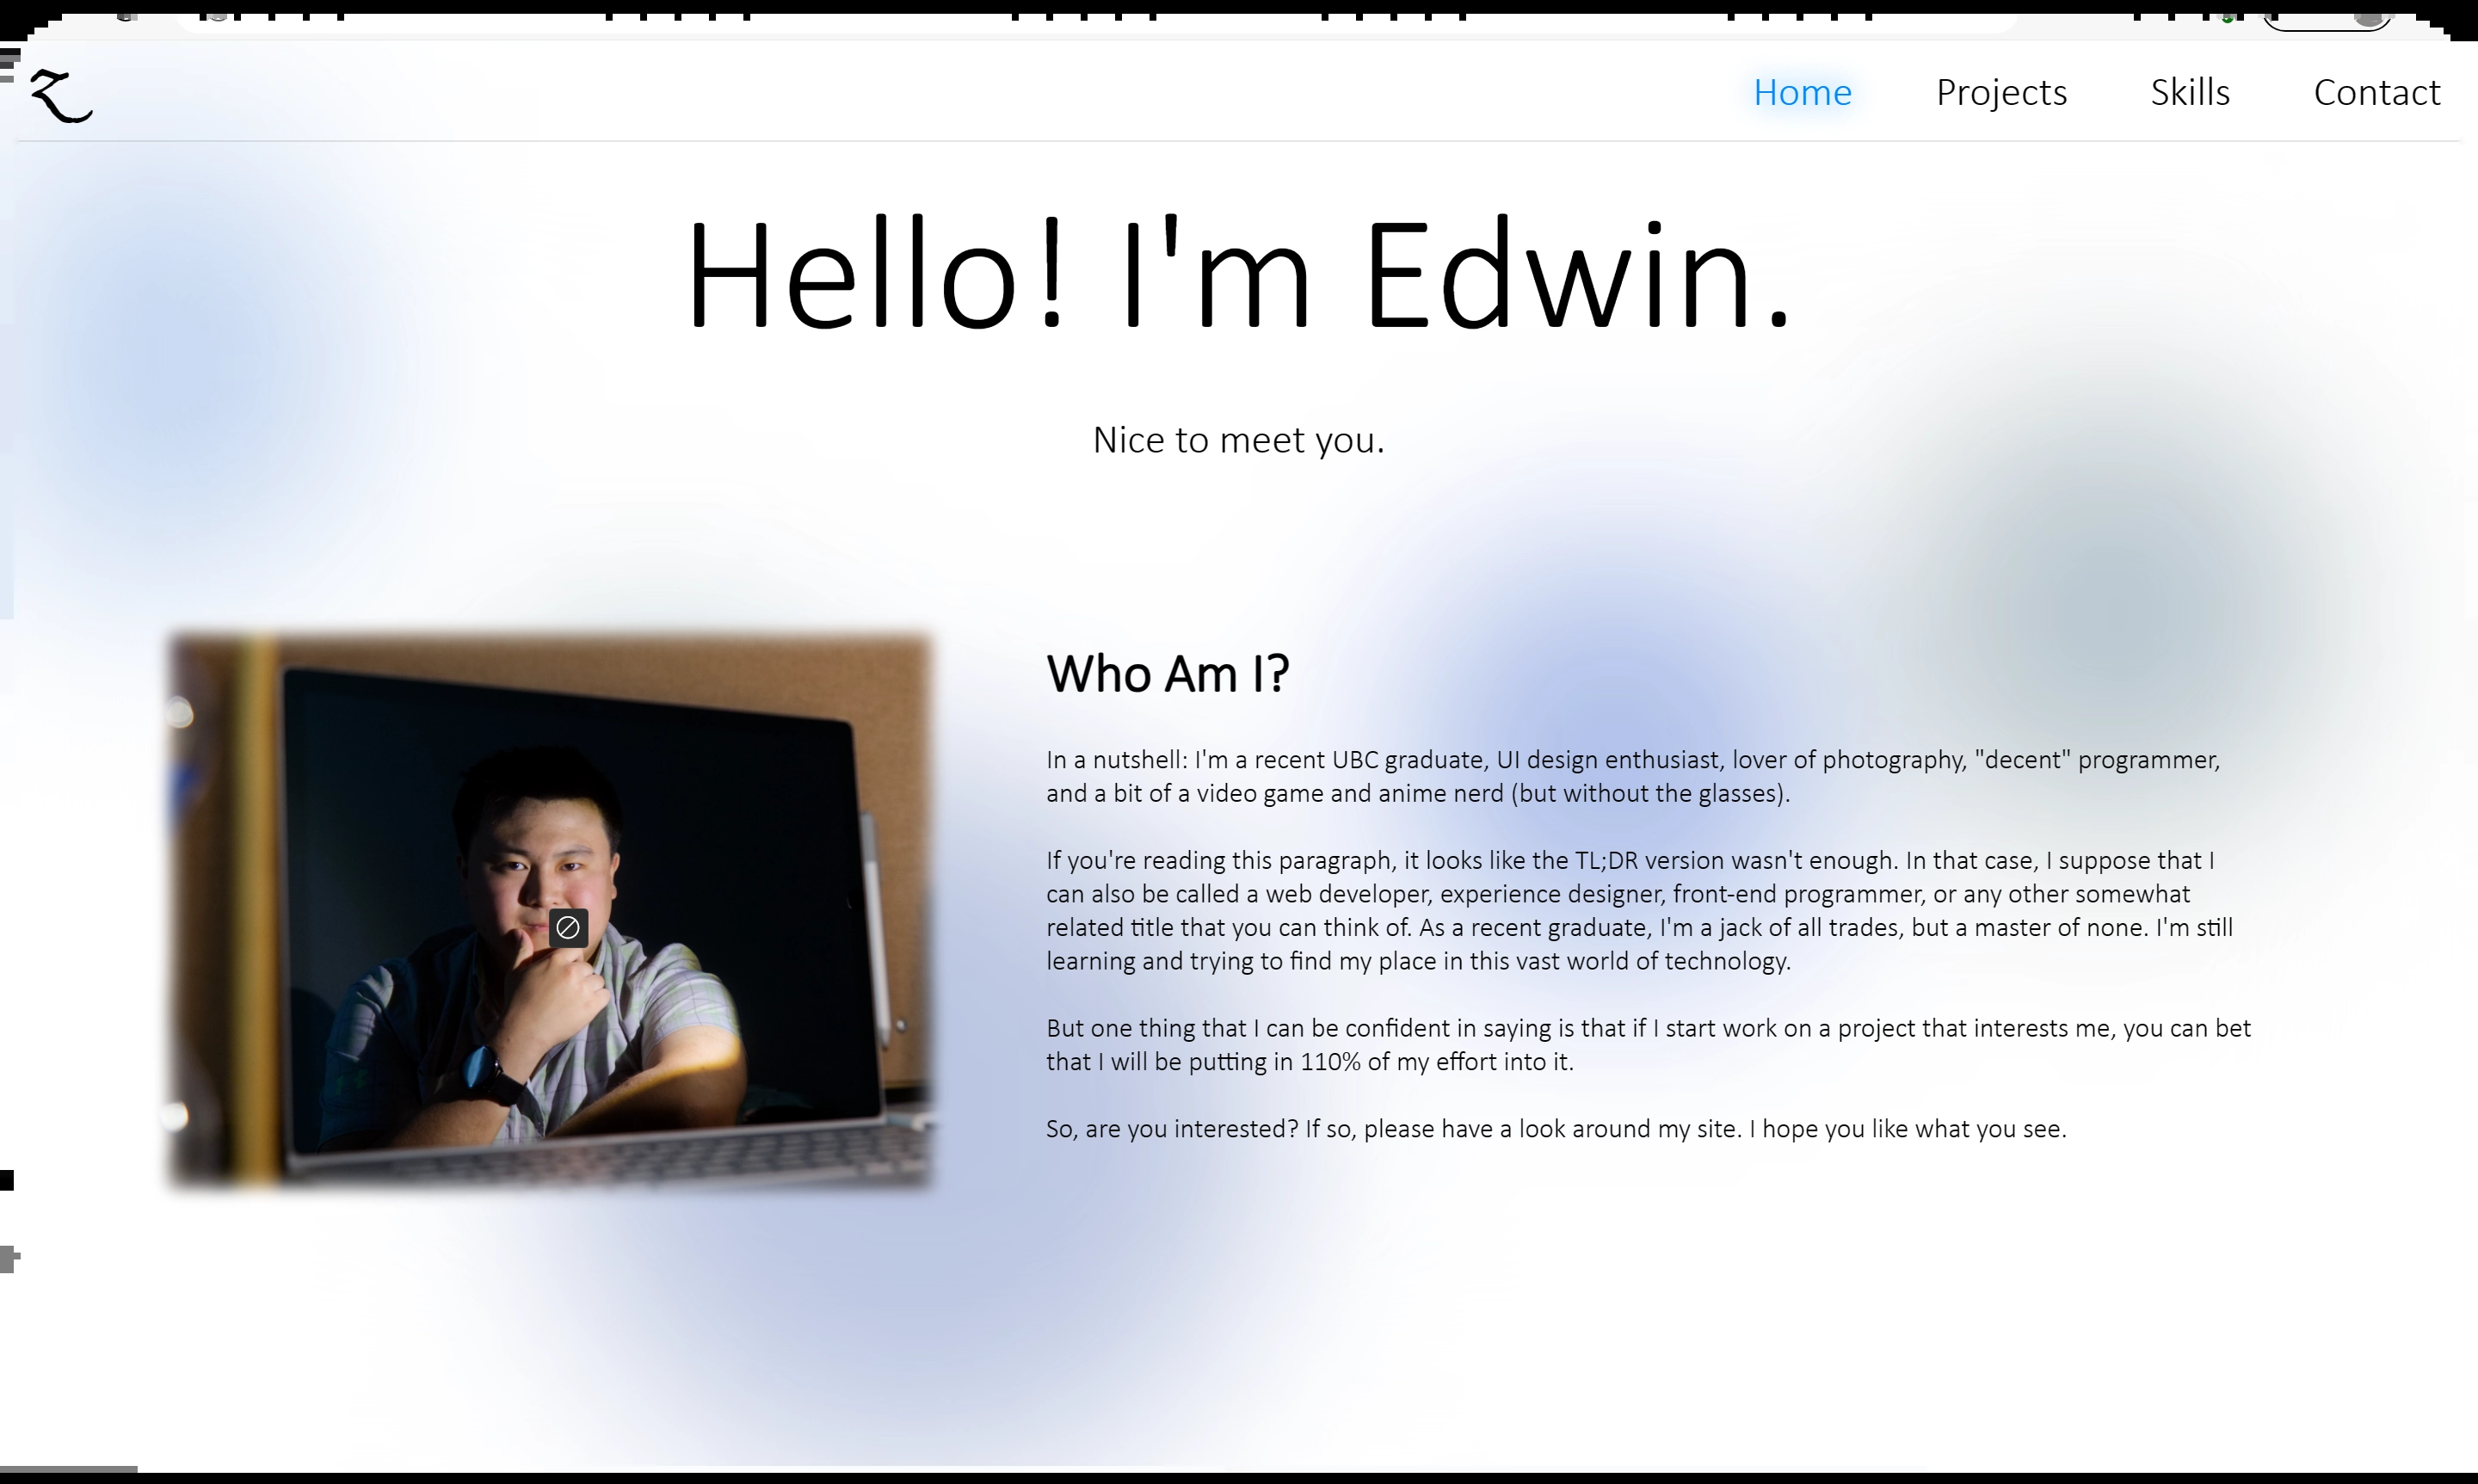 Z
Home Projects Skills Contact
Hello! I'm Edwin.
Nice to meet you.
Who Am I?
In a nutshell: I'm a recent UBC graduate, UI design enthusiast, lover of photography, "decent" programmer,
and a bit of a video game and anime nerd (but without the glasses).
If you're reading this paragraph, it looks like the TL;DR version wasn't enough. In that case, I suppose that I
can also be called a web developer, experience designer, front-end programmer, or any other somewhat
related title that you can think of. As a recent graduate, I'm a jack of all trades, but a master of none. I'm still
learning and trying to find my place in this vast world of technology.
But one thing that I can be confident in saying is that if I start work on a project that interests me, you can bet
that I will be putting in 110% of my effort into it.
So, are you interested? If so, please have a look around my site. I hope you like what you see.